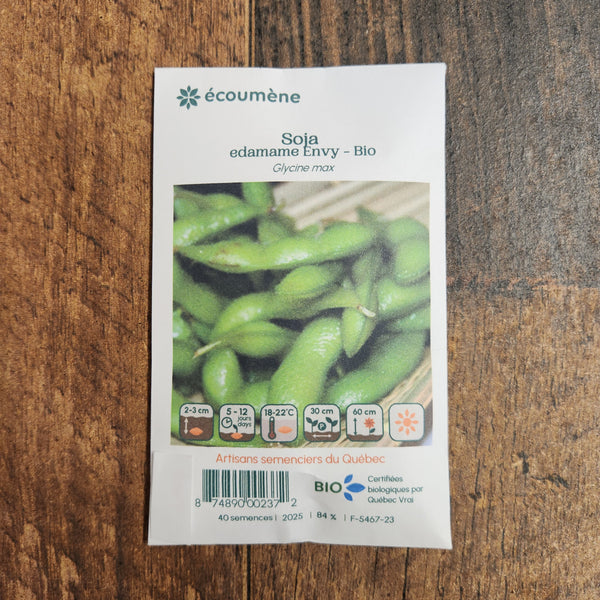 écoumène
Soja
edamame Envy - Bio
Glycine max
2-3 cm
5 - 12
jours
days
18-22°C
30 cm
60 cm
Artisans semenciers du Québec
8 74890 00237 2
BIO
Certifiées
biologiques par
Québec Vrai
40 semences | 2025 | 84 % | F-5467-23